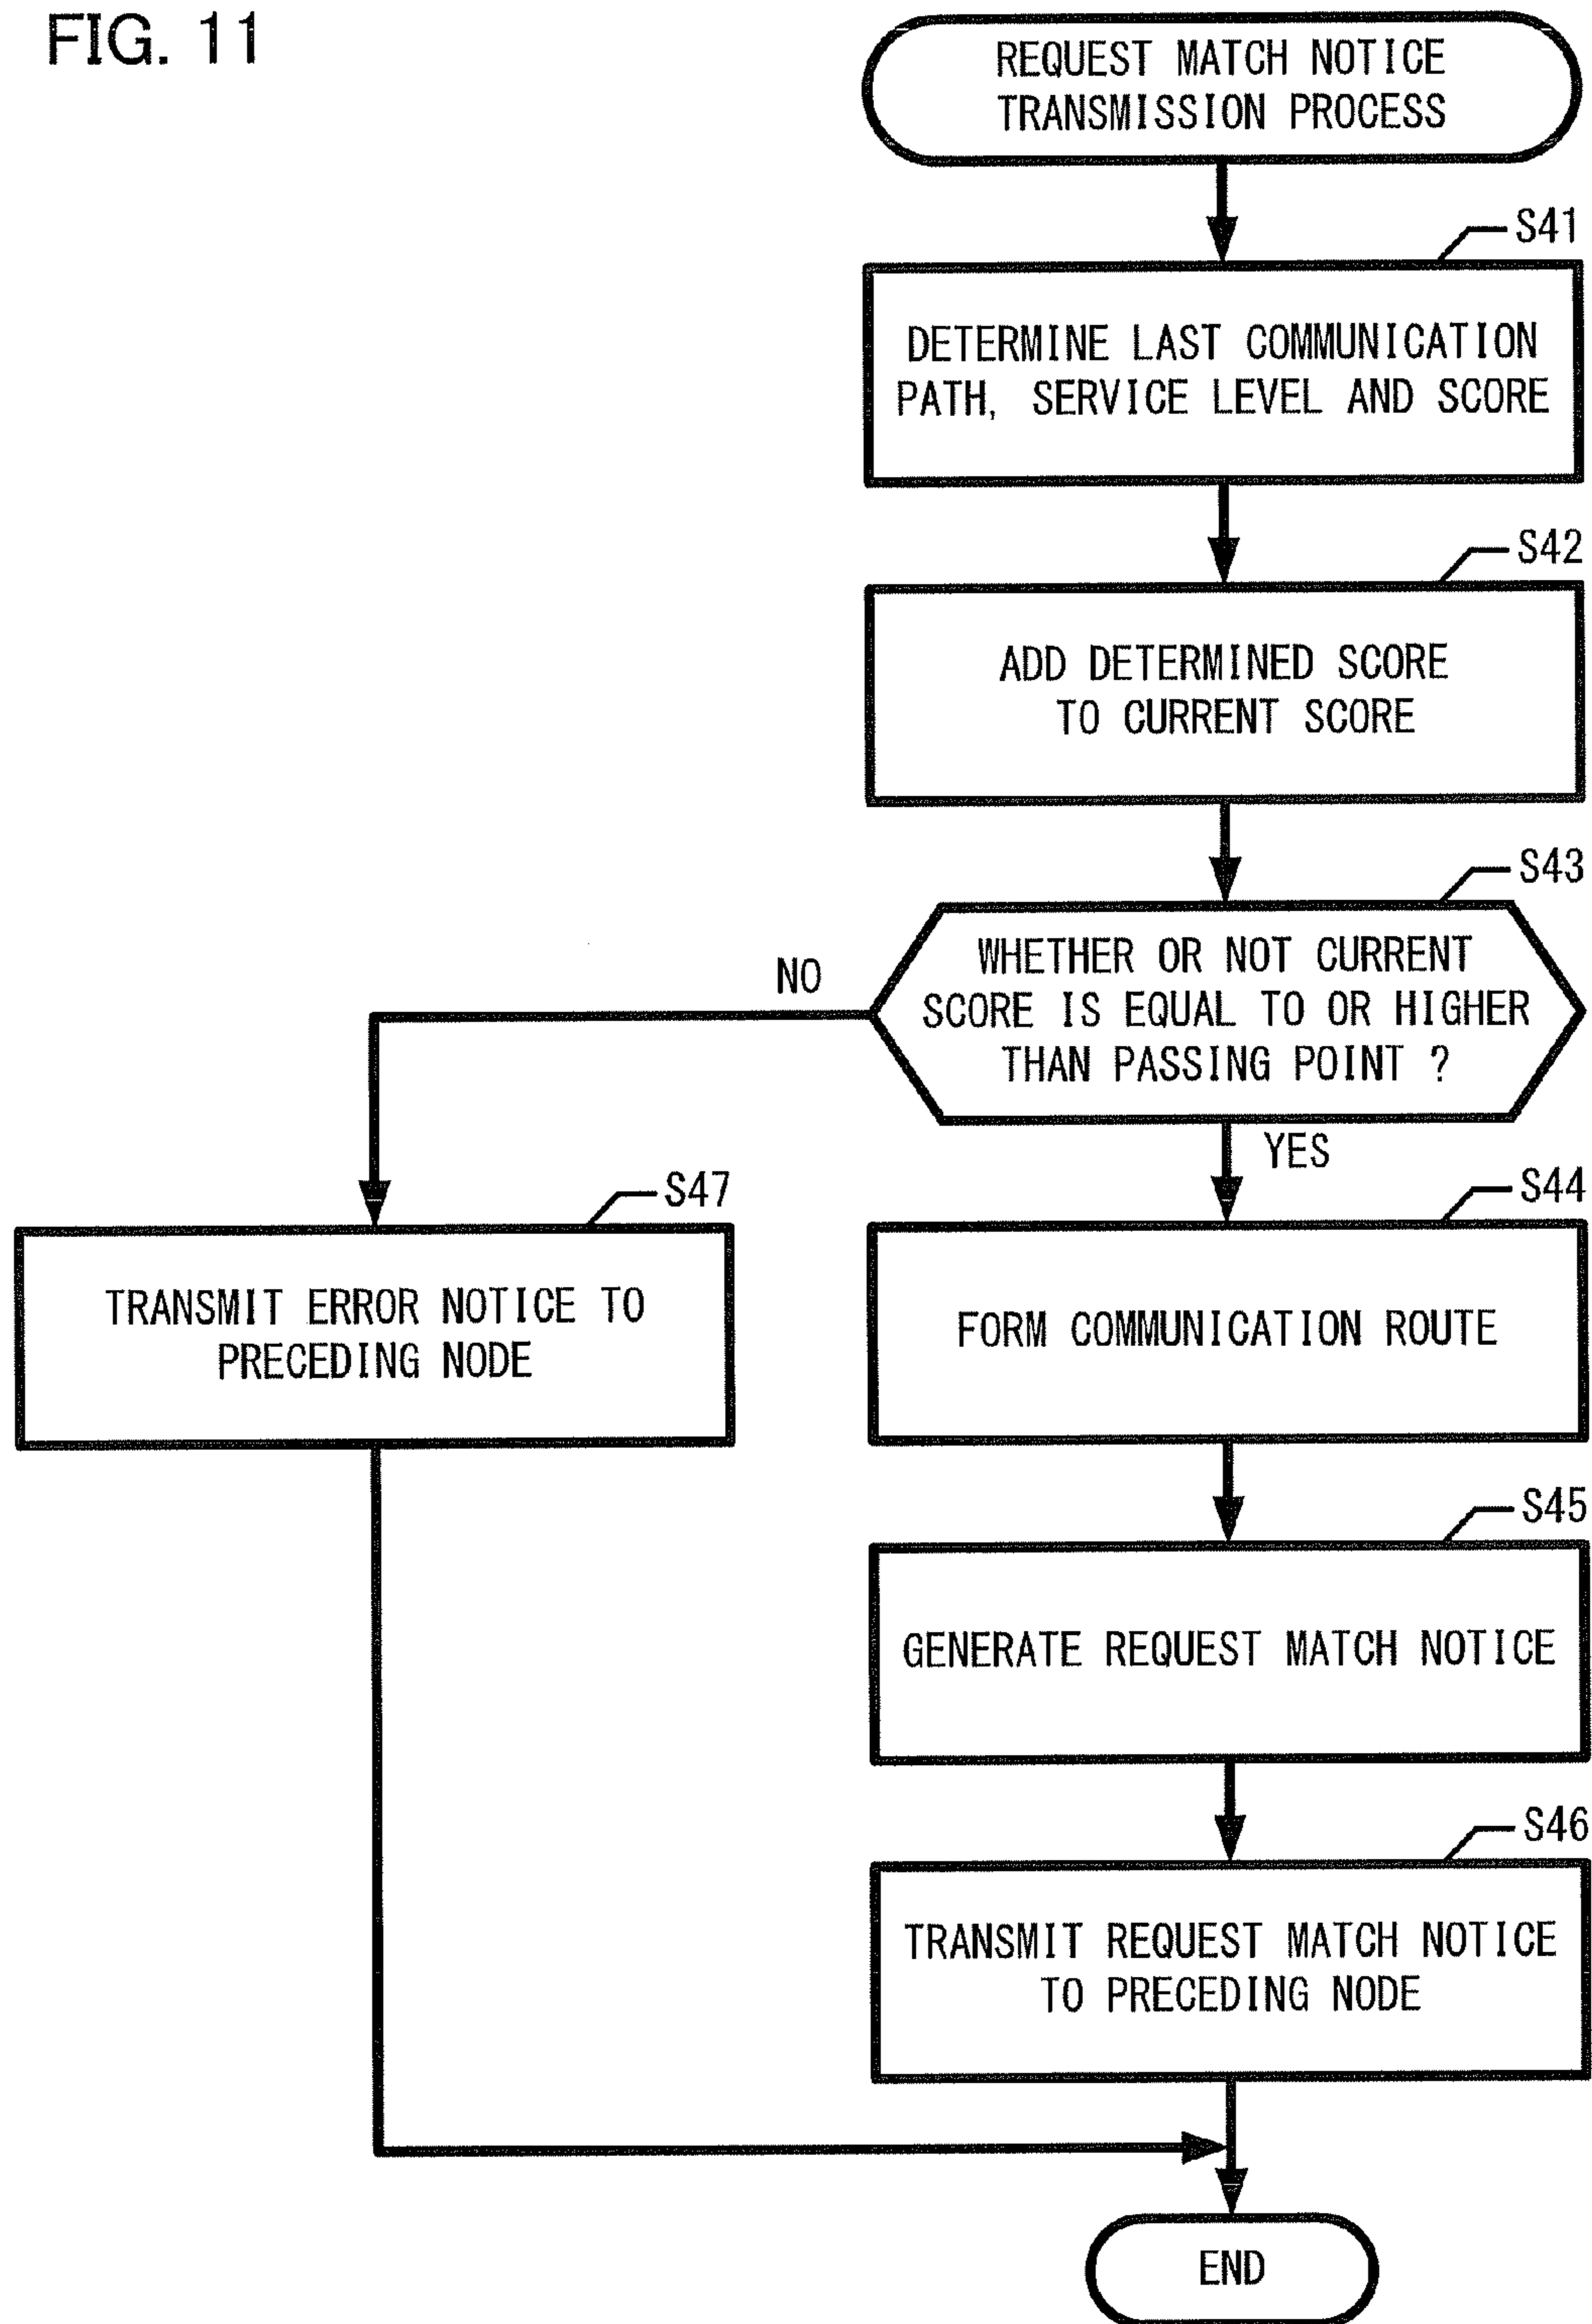 FIG. 11
REQUEST MATCH NOTICE
TRANSMISSION PROCESS
S41
DETERMINE LAST COMMUNICATION
PATH, SERVICE LEVEL AND SCORE
S42
ADD DETERMINED SCORE
TO CURRENT SCORE
S43
WHETHER OR NOT CURRENT
SCORE IS EQUAL TO OR HIGHER
THAN PASSING POINT ?
NO
YES
S47
TRANSMIT ERROR NOTICE TO
PRECEDING NODE
S44
FORM COMMUNICATION ROUTE
S45
GENERATE REQUEST MATCH NOTICE
S46
TRANSMIT REQUEST MATCH NOTICE
TO PRECEDING NODE
END